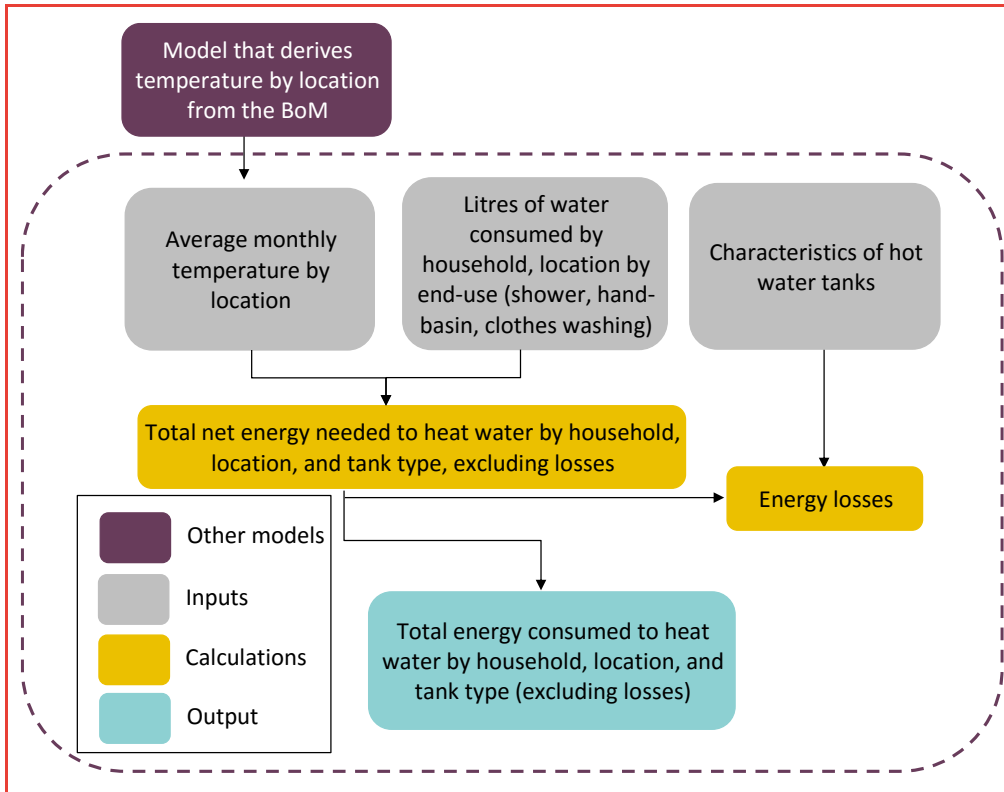 Model that derives
temperature by location
from the BoM
Average monthly
temperature by
location
Litres of water
consumed by
household, location by
end-use (shower, hand-
basin, clothes washing)
Characteristics of hot
water tanks
Total net energy needed to heat water by household,
location, and tank type, excluding losses
Energy losses
Other models
Inputs
Calculations
Output
Total energy consumed to heat
water by household, location, and
tank type (excluding losses)